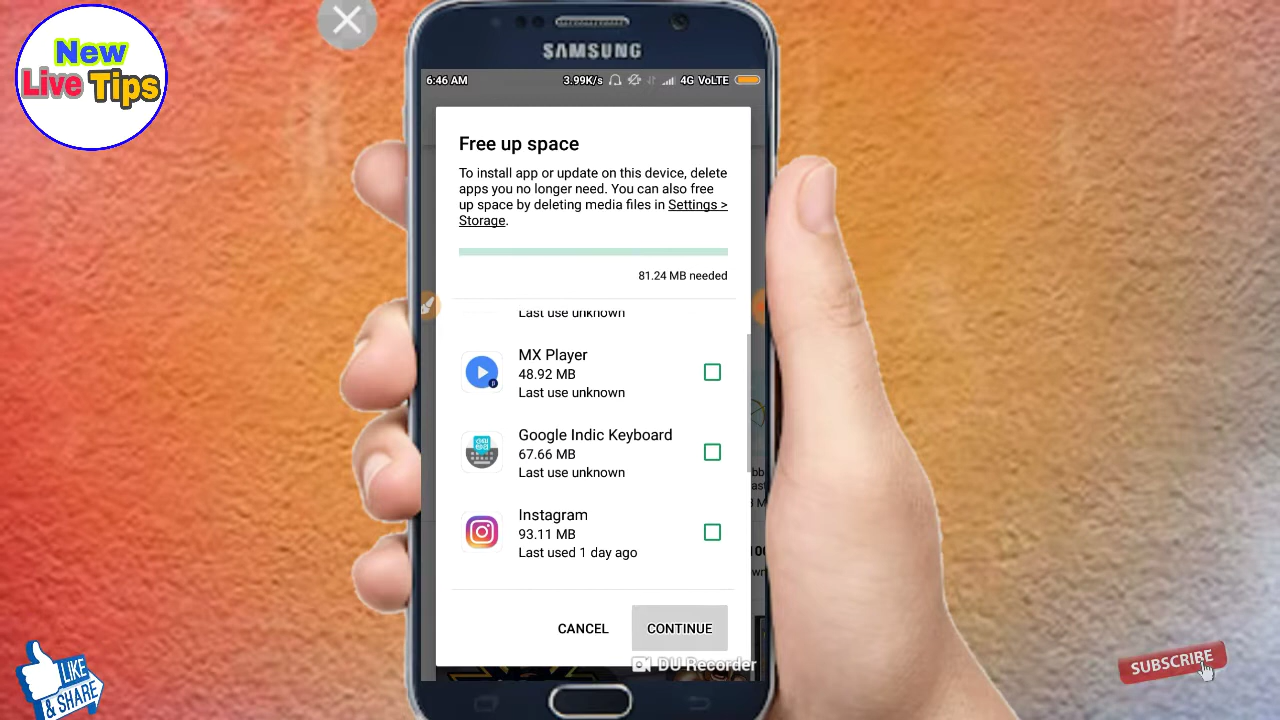 New
Live Tips
SAMSUNG
6:46 AM
3.99K/s
4G VoLTE
Free up space
To install app or update on this device, delete
apps you no longer need. You can also free
up space by deleting media files in Settings >
Storage.
81.24 MB needed
Last use unknown
MX Player
48.92 MB
Last use unknown
Google Indic Keyboard
67.66 MB
Last use unknown
Instagram
93.11 MB
Last used 1 day ago
CANCEL
CONTINUE
DU Recorder
LIKE
& SHARE
SUBSCRIBE